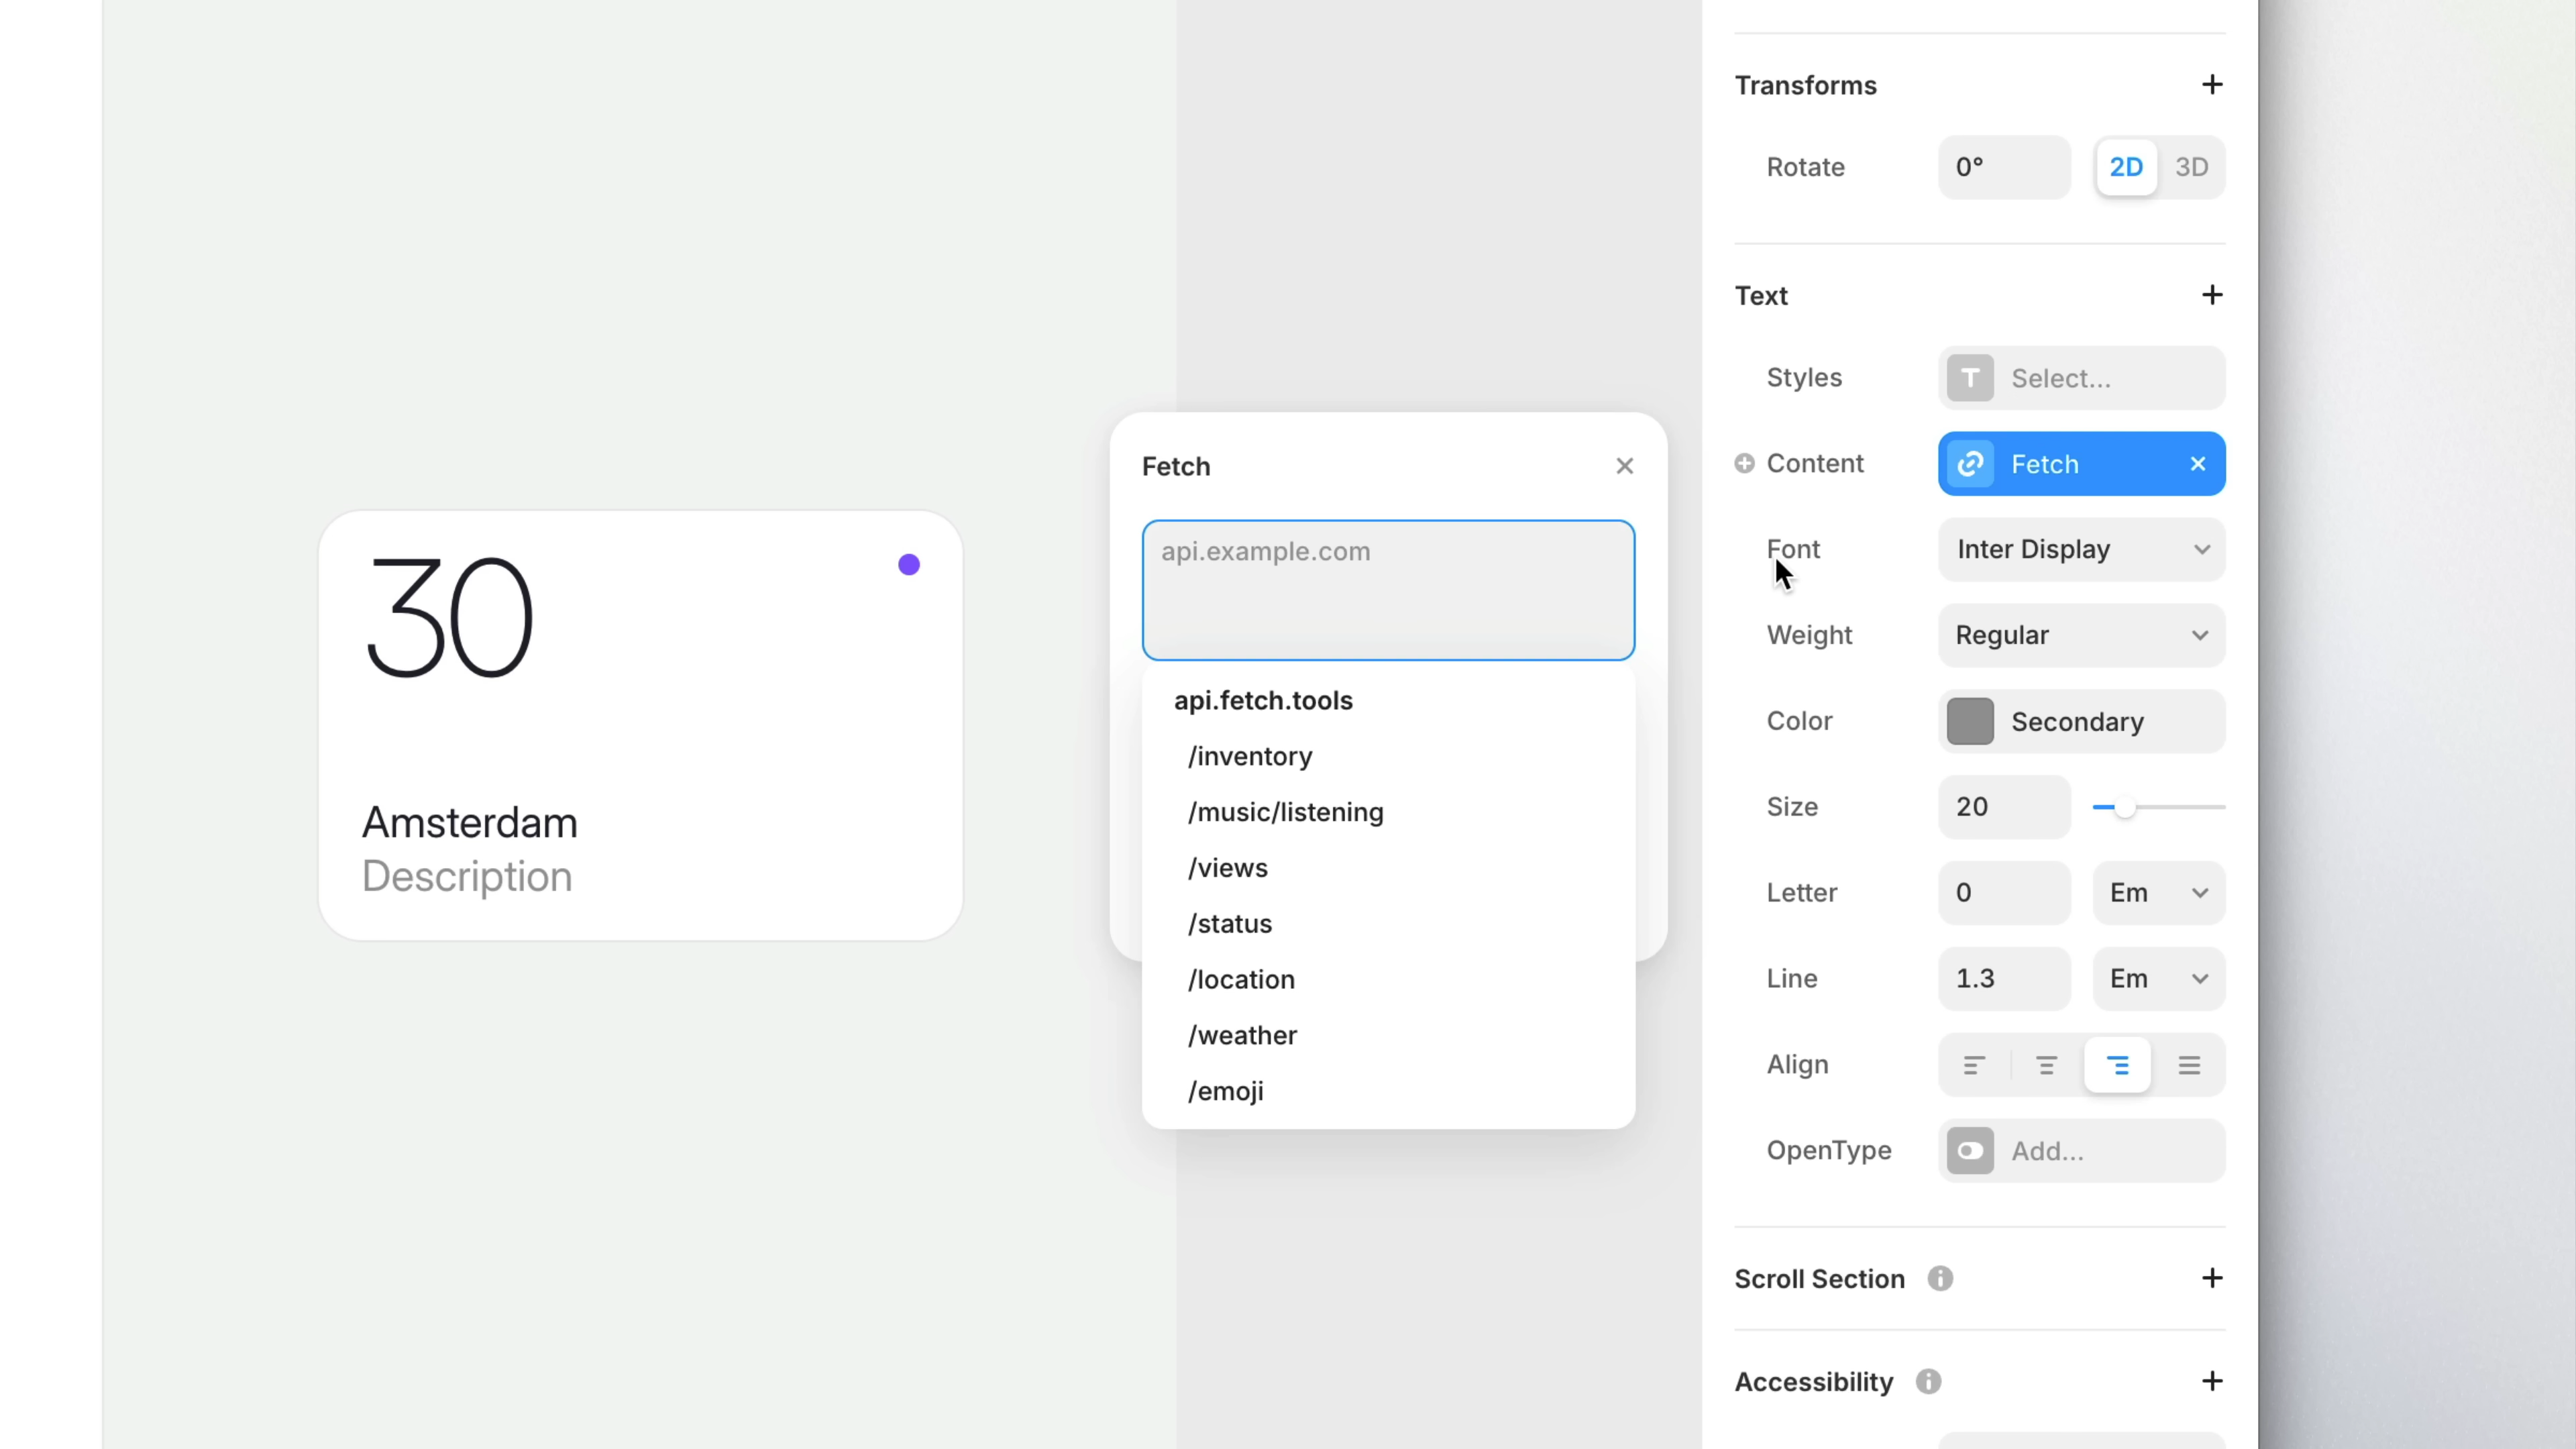 30
Amsterdam
Description
Fetch
api.example.com
api.fetch.tools
/inventory
/music/listening
/views
/status
/location
/weather
/emoji
Transforms
Rotate 0° 2D 3D
Text
Styles T Select...
Content Fetch
Font Inter Display
Weight Regular
Color Secondary
Size 20
Letter 0 Em
Line 1.3 Em
Align
OpenType Add...
Scroll Section
Accessibility